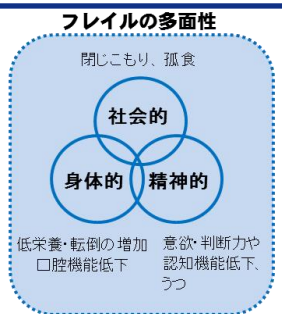 フレイルの多面性
閉じこもり、孤食
社会的
身体的
精神的
低栄養・転倒の増加
口腔機能低下
意欲・判断力や
認知機能低下、
うつ